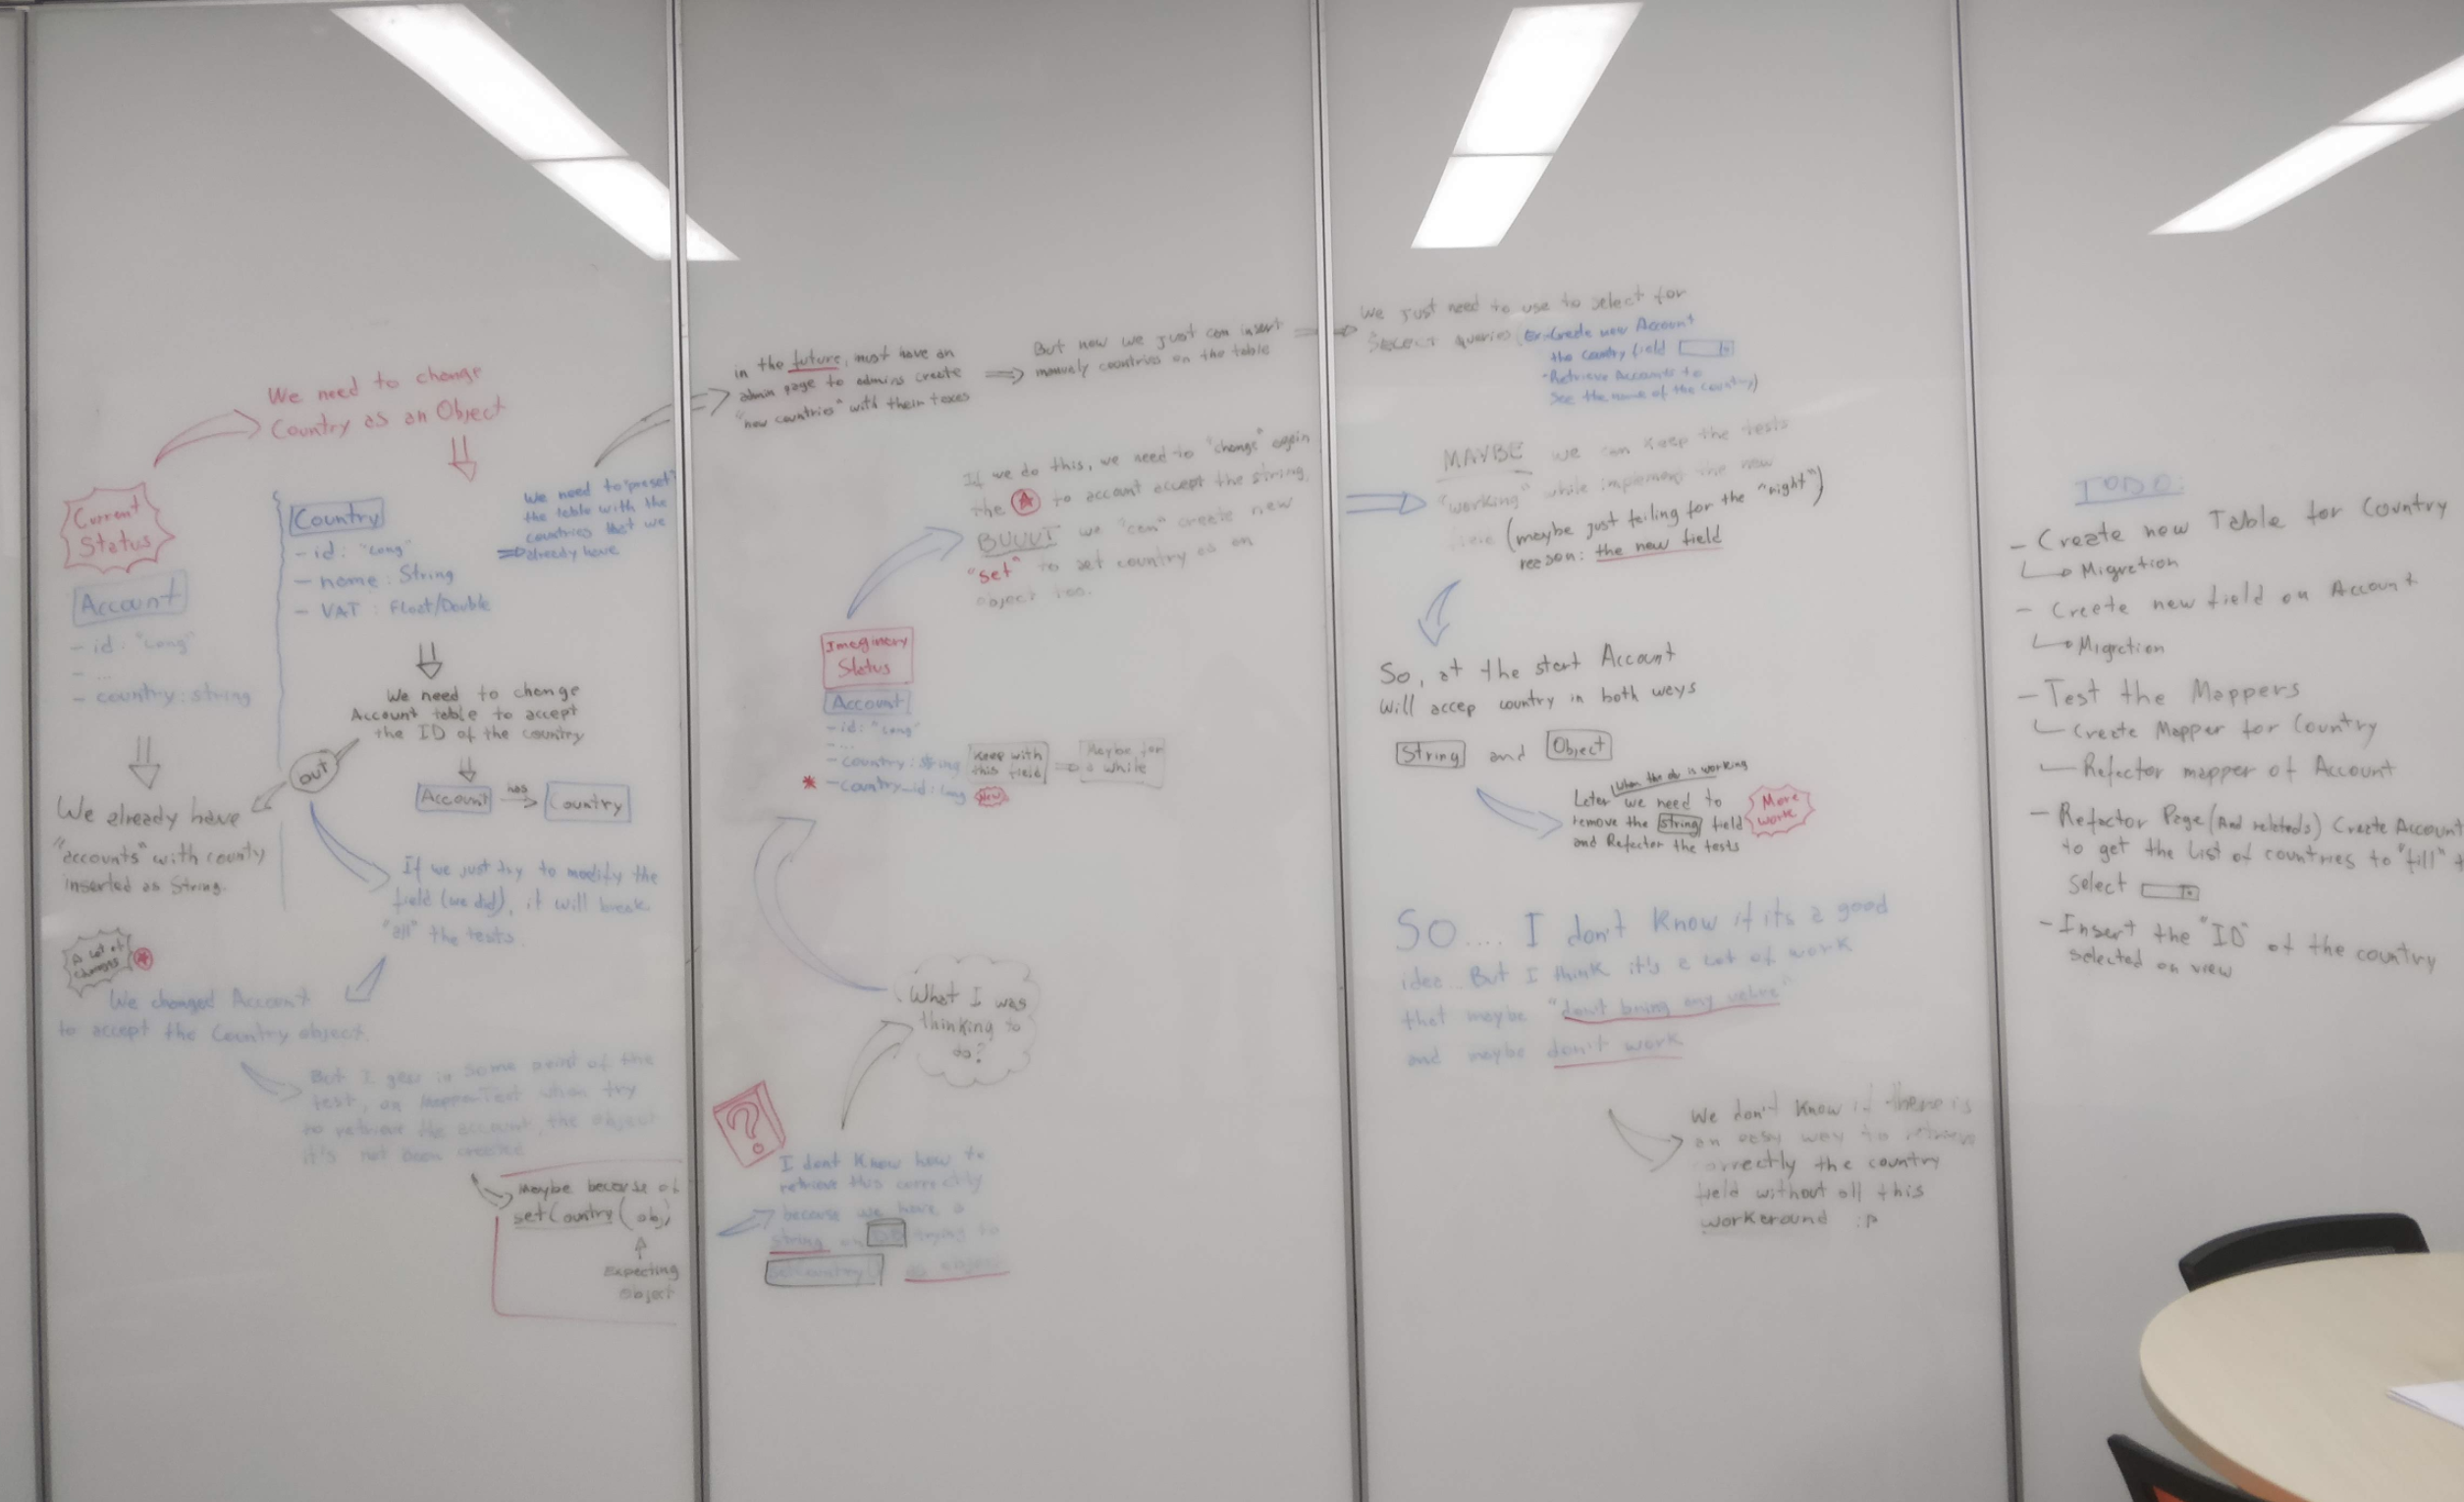 Current
Status
Account
- id: "Long"
- ...
- country: string
We already have
"accounts" with county
inserted as String.
We need to change
Country as an Object
Country
- id: "Long"
- name: String
- VAT: Float/Double
We need to "preset"
the table with the
countries that we
already have
We need to change
Account table to accept
the ID of the country
Account has Country
OUT
If we just try to modify the
field (we did), it will break
"all" the tests.
A lot of
changes
We changed Account
to accept the Country object.
But I in some point of the
test, on MapperTest when try
to retrieve the account, the object
it's not been created
Maybe because of
setCountry(obj)
Expecting
object
in the future, must have an
admin page to admins create
"new countries" with their taxes
But now we just can insert
manuely countries on the table
We just need to use to select for
SELECT queries (Ex:-Create new Account
the country field
-Retrieve Accounts to
see the name of the country)
If we do this, we need to "change" again
the A to account accept the string,
BUUUT we "can" create new
"set" to set country as an
object too.
Imaginery
Status
Account
- id: "Long"
- ...
- country: string
Keep with
this field
Maybe for
a while
* - country_id: long New
What I was
thinking to
do?
?
I dont know how to
retrieve this correctly
because we have a
string on DB trying to
object
MAYBE we can keep the tests
"working" while implement the new
(maybe just failing for the "right"
reason: the new field
So, at the start Account
will accep country in both ways
String and Object
when the db is working
Later we need to
remove the string field
and Refactor the tests
More
work
SO.... I don't know if its a good
idea.. But I think it's a lot of work
that maybe "don't bring any value"
and maybe don't work
We don't know if there is
an easy way to retrieve
correctly the country
field without all this
workeround :P
TODO:
- Create new Table for Country
Migration
- Create new field on Account
Migration
- Test the Mappers
Create Mapper for Country
Refactor mapper of Account
- Refactor Page (And relateds) Create Account
to get the List of countries to "fill"
select
- Insert the "ID" of the country
selected on view